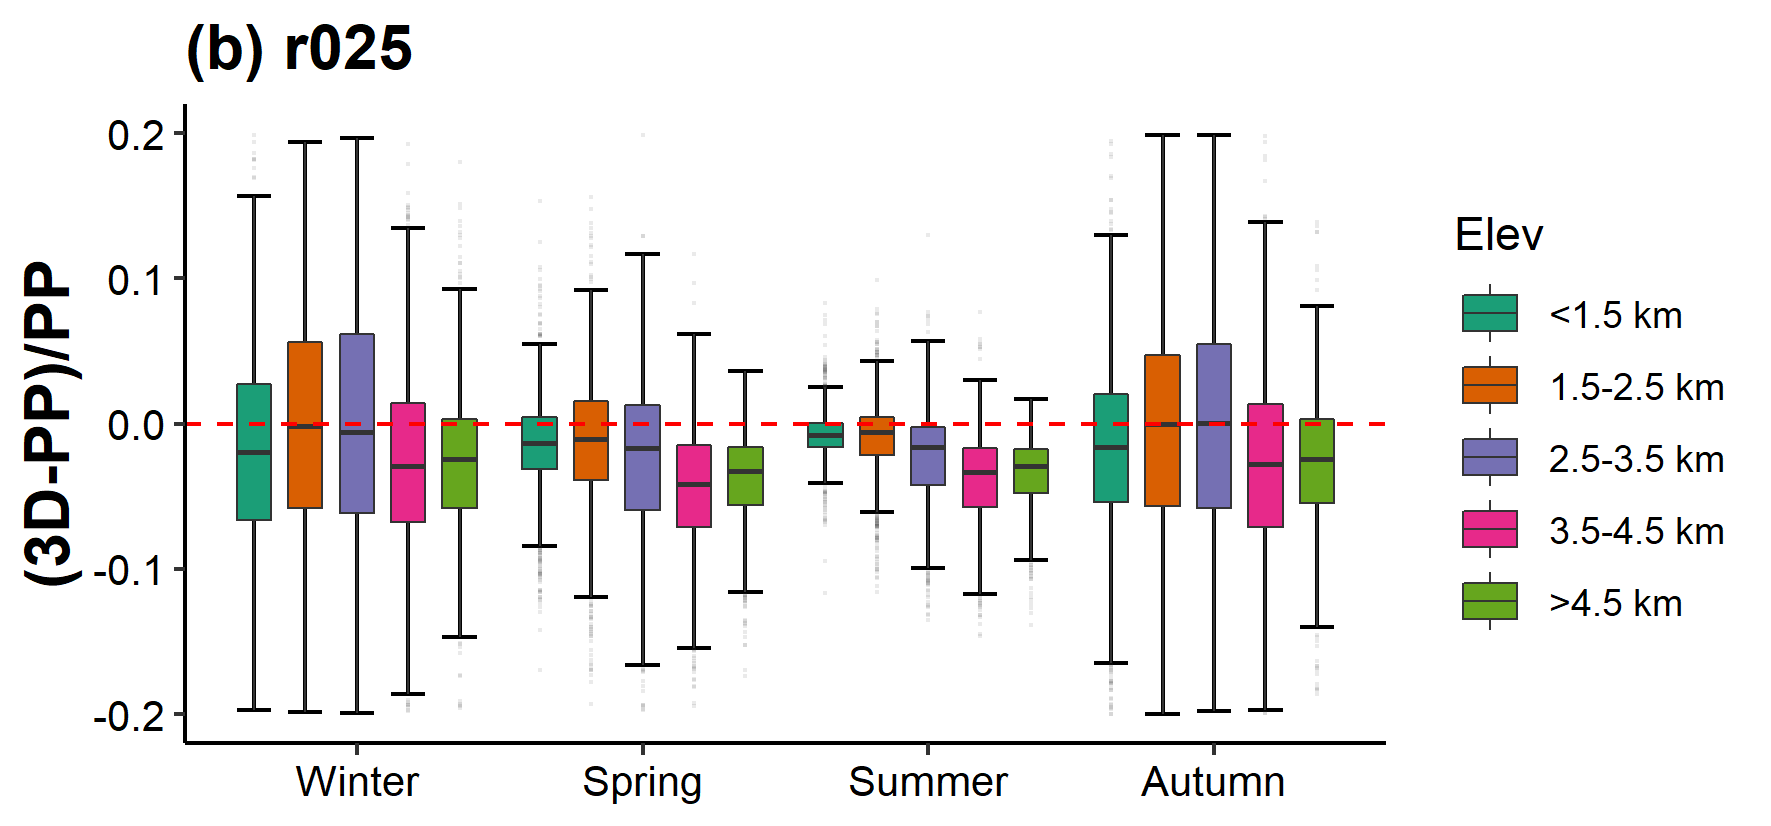 (b) r025
(3D-PP)/PP
0.2
0.1
0.0
-0.1
-0.2
Winter Spring Summer Autumn
Elev
<1.5 km
1.5-2.5 km
2.5-3.5 km
3.5-4.5 km
>4.5 km